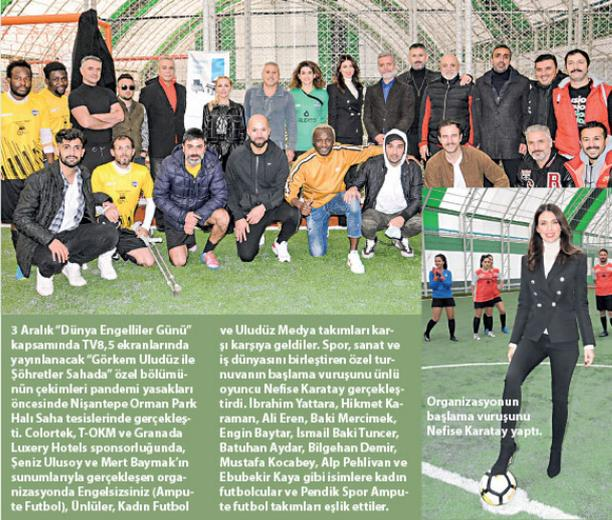 3 Aralık "Dünya Engelliler Günü"
kapsamında TV8,5 ekranlarında
yayınlanacak "Görkem Uludüz ile
Şöhretler Sahada" özel bölümü-
nün çekimleri pandemi yasakları
öncesinde Nişantepe Orman Park
Halı Saha tesislerinde gerçekleş-
ti. Colortek, T-OKM ve Granada
Luxery Hotels sponsorluğunda,
Şeniz Ulusoy ve Mert Baymak'ın
sunumlarıyla gerçekleşen orga-
nizasyonda Engelsizsiniz (Ampu-
te Futbol), Ünlüler, Kadın Futbol
ve Uludüz Medya takımları kar-
şı karşıya geldiler. Spor, sanat ve
iş dünyasını birleştiren özel tur-
nuvanın başlama vuruşunu ünlü
oyuncu Nefise Karatay gerçekleş-
tirdi. İbrahim Yattara, Hikmet Ka-
raman, Ali Eren, Baki Mercimek,
Engin Baytar, İsmail Baki Tuncer,
Batuhan Aydar, Bilgehan Demir,
Mustafa Kocabey, Alp Pehlivan ve
Ebubekir Kaya gibi isimlere kadın
futbolcular ve Pendik Spor Ampu-
te futbol takımları eşlik ettiler.
Organizasyonun
başlama vuruşunu
Nefise Karatay yaptı.